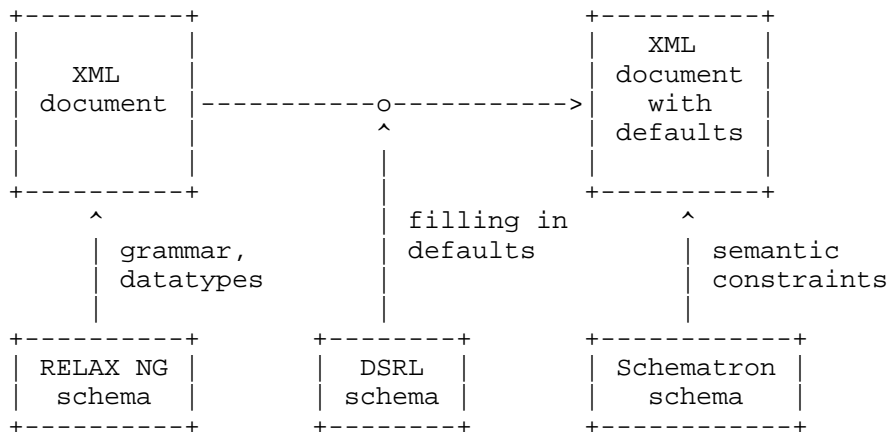 XML
document
XML
document
with
defaults
grammar,
datatypes
filling in
defaults
semantic
constraints
RELAX NG
schema
DSRL
schema
Schematron
schema